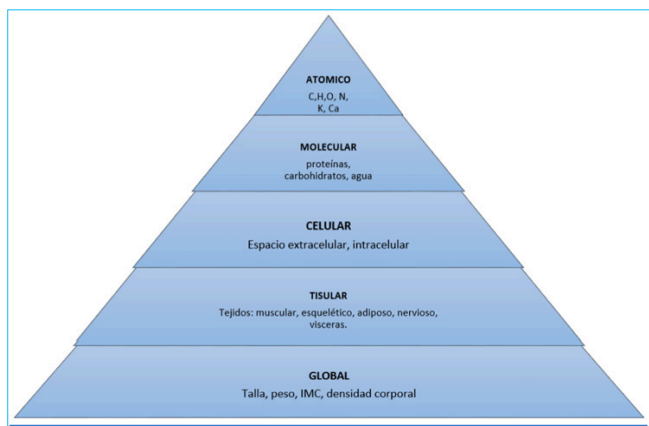 ATOMICO
C,H,O, N,
K, Ca
MOLECULAR
proteínas,
carbohidratos, agua
CELULAR
Espacio extracelular, intracelular
TISULAR
Tejidos: muscular, esquelético, adiposo, nervioso,
visceras.
GLOBAL
Talla, peso, IMC, densidad corporal